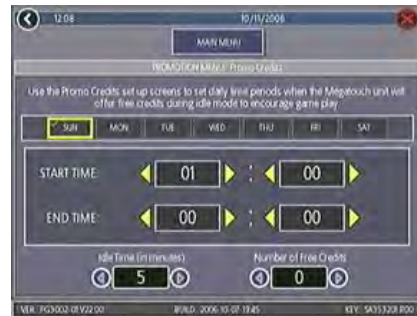 12:08 10/11/2006
MAIN MENU
PROMOTION MENU: Promo Credits
Use the Promo Credits set up screens to set daily time periods when the Megatouch unit will
offer free credits during idle mode to encourage game play
SUN MON TUE WED THU FRI SAT
START TIME: 01 : 00
END TIME: 00 00
Idle Time (in minutes) Number of Free Credits
5 0
BUILD: 2006-10-07